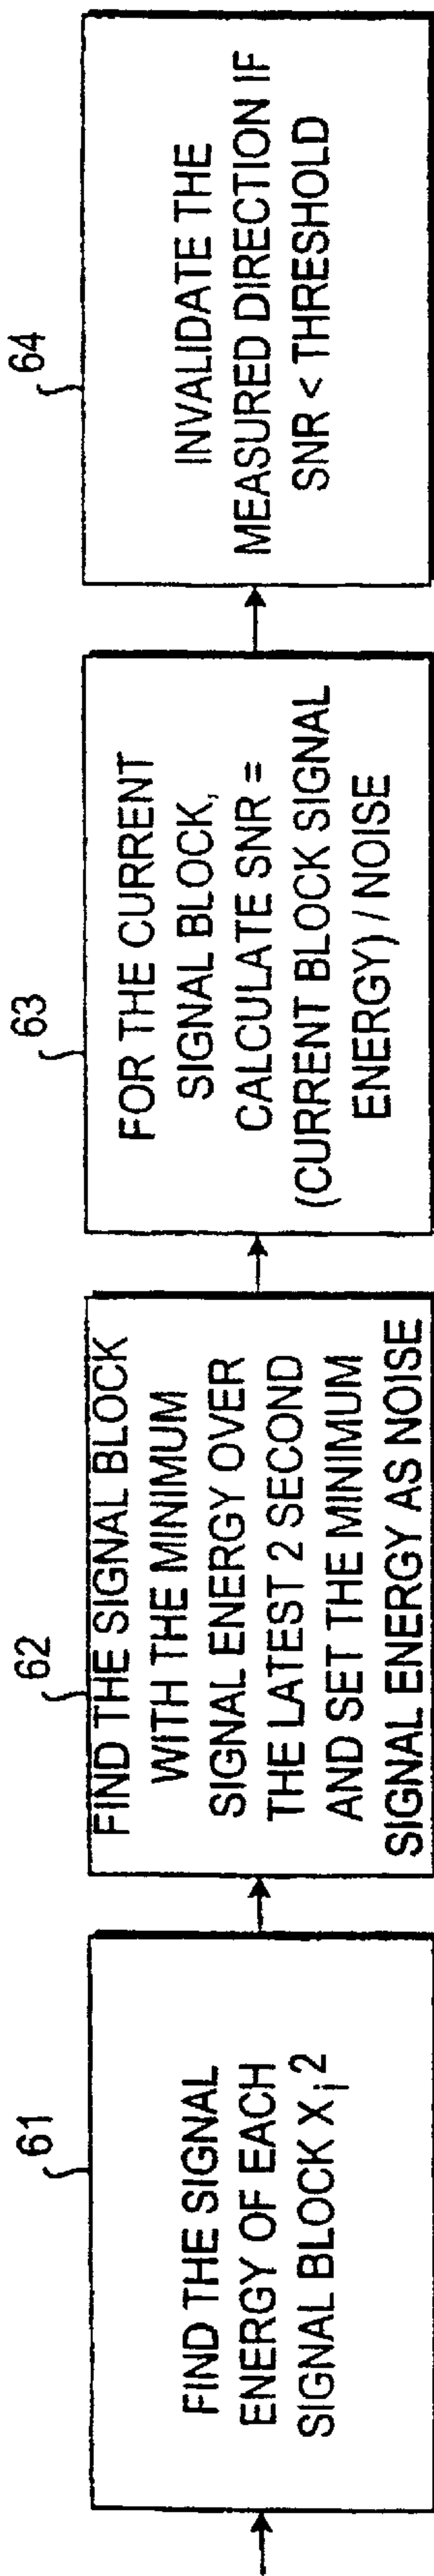 61
FIND THE SIGNAL
ENERGY OF EACH
SIGNAL BLOCK Xᵢ²
62
FIND THE SIGNAL BLOCK
WITH THE MINIMUM
SIGNAL ENERGY OVER
THE LATEST 2 SECOND
AND SET THE MINIMUM
SIGNAL ENERGY AS NOISE
63
FOR THE CURRENT
SIGNAL BLOCK,
CALCULATE SNR =
(CURRENT BLOCK SIGNAL
ENERGY) / NOISE
64
INVALIDATE THE
MEASURED DIRECTION IF
SNR < THRESHOLD